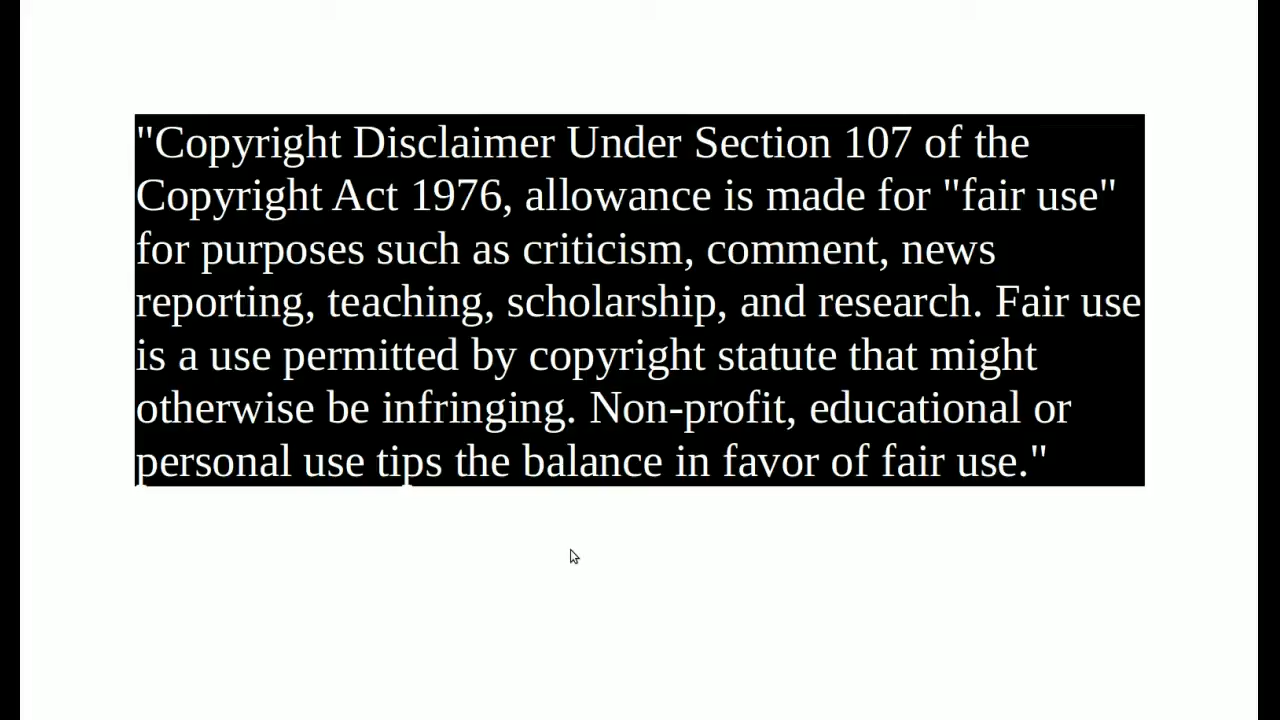 "Copyright Disclaimer Under Section 107 of the
Copyright Act 1976, allowance is made for "fair use"
for purposes such as criticism, comment, news
reporting, teaching, scholarship, and research. Fair use
is a use permitted by copyright statute that might
otherwise be infringing. Non-profit, educational or
personal use tips the balance in favor of fair use."